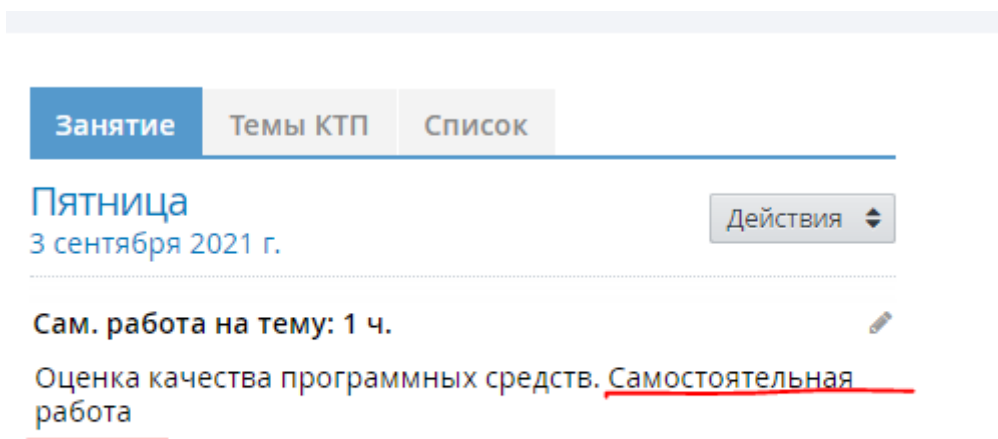 Занятие Темы КТП Список
Пятница
Действия
3 сентября 2021 г.
Сам. работа на тему: 1 ч.
Оценка качества программных средств. Самостоятельная
работа